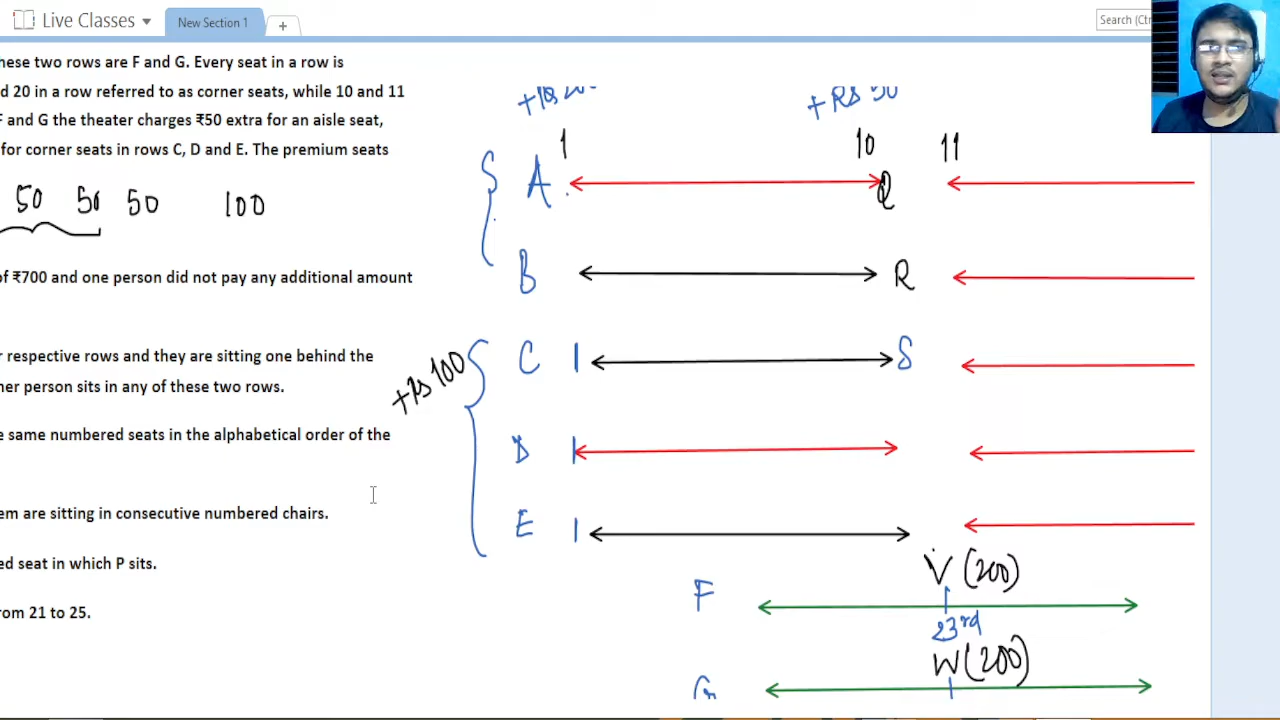 Live Classes
New Section 1
+
Search (Ctr
hese two rows are F and G. Every seat in a row is
d 20 in a row referred to as corner seats, while 10 and 11
F and G the theater charges ₹50 extra for an aisle seat,
for corner seats in rows C, D and E. The premium seats
50 50 50 100
of ₹700 and one person did not pay any additional amount
r respective rows and they are sitting one behind the
her person sits in any of these two rows.
e same numbered seats in the alphabetical order of the
em are sitting in consecutive numbered chairs.
ed seat in which P sits.
rom 21 to 25.
+Rs 50
1 10 11
A Q
B R
+Rs 100
C S
D
E
F V (200)
23rd
G W (200)